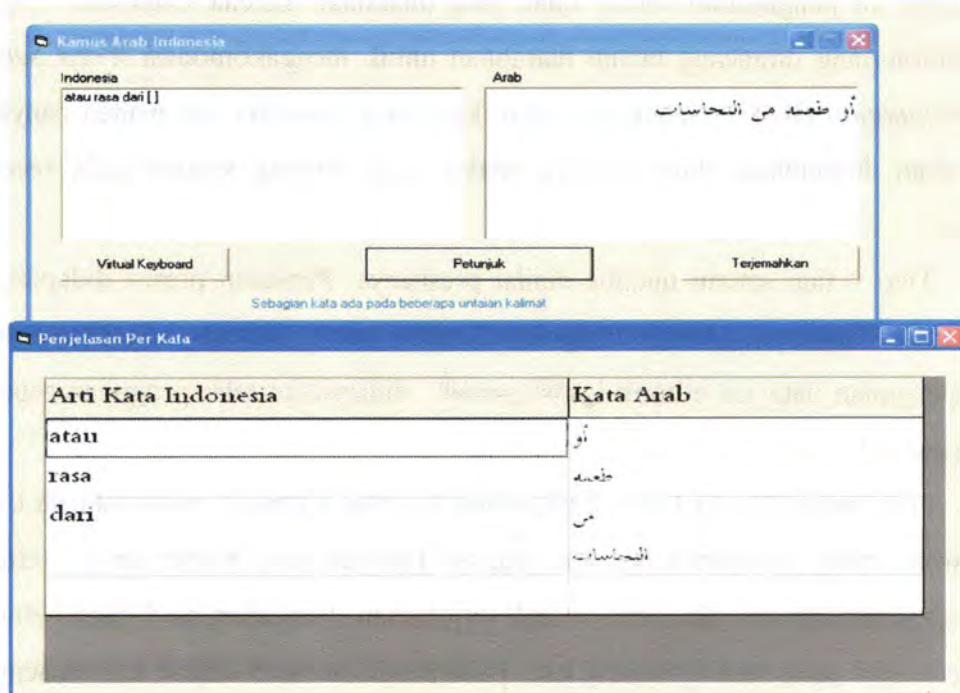 Kamus Arab Indonesia
Indonesia
Arab
atau rasa dari [ ]
أو طعمه من النجاسات
Virtual Keyboard
Petunjuk
Terjemahkan
Sebagian kata ada pada beberapa untaian kalimat
Penjelasan Per Kata
Arti Kata Indonesia
Kata Arab
atau
أو
rasa
طعمه
dari
من
النجاسات